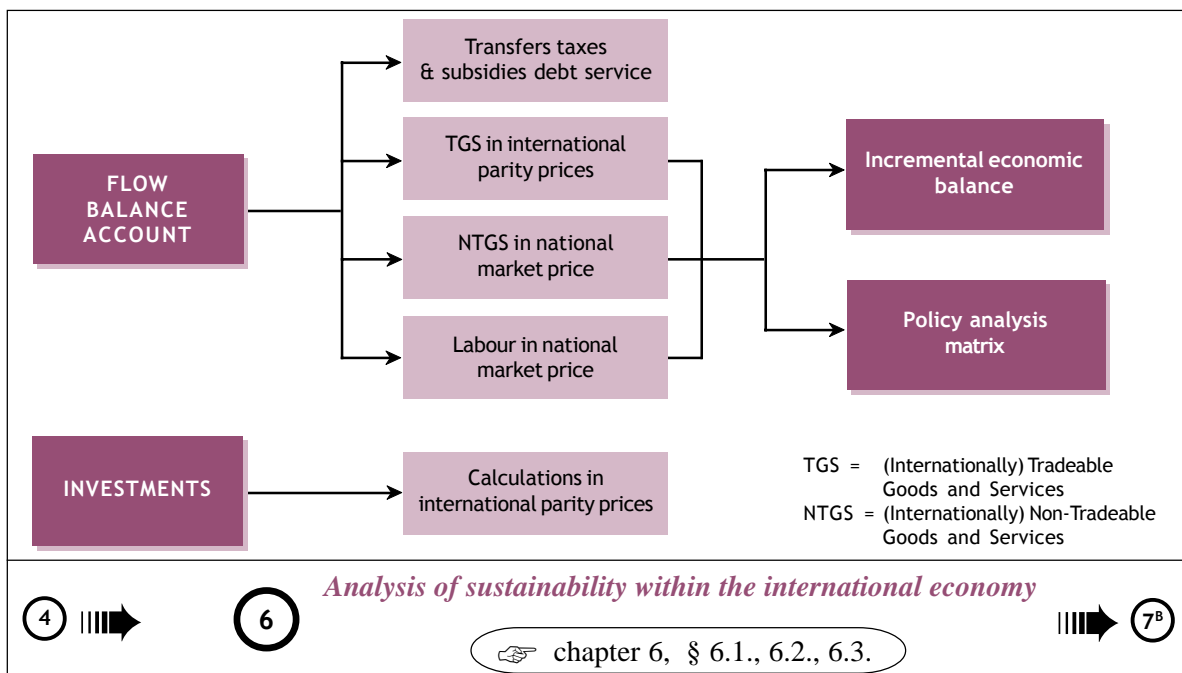 Transfers taxes
& subsidies debt service
FLOW
BALANCE
ACCOUNT
TGS in international
parity prices
NTGS in national
market price
Labour in national
market price
Incremental economic
balance
Policy analysis
matrix
INVESTMENTS
Calculations in
international parity prices
TGS = (Internationally) Tradeable
Goods and Services
NTGS = (Internationally) Non-Tradeable
Goods and Services
Analysis of sustainability within the international economy
4
6
7B
☞ chapter 6, § 6.1., 6.2., 6.3.